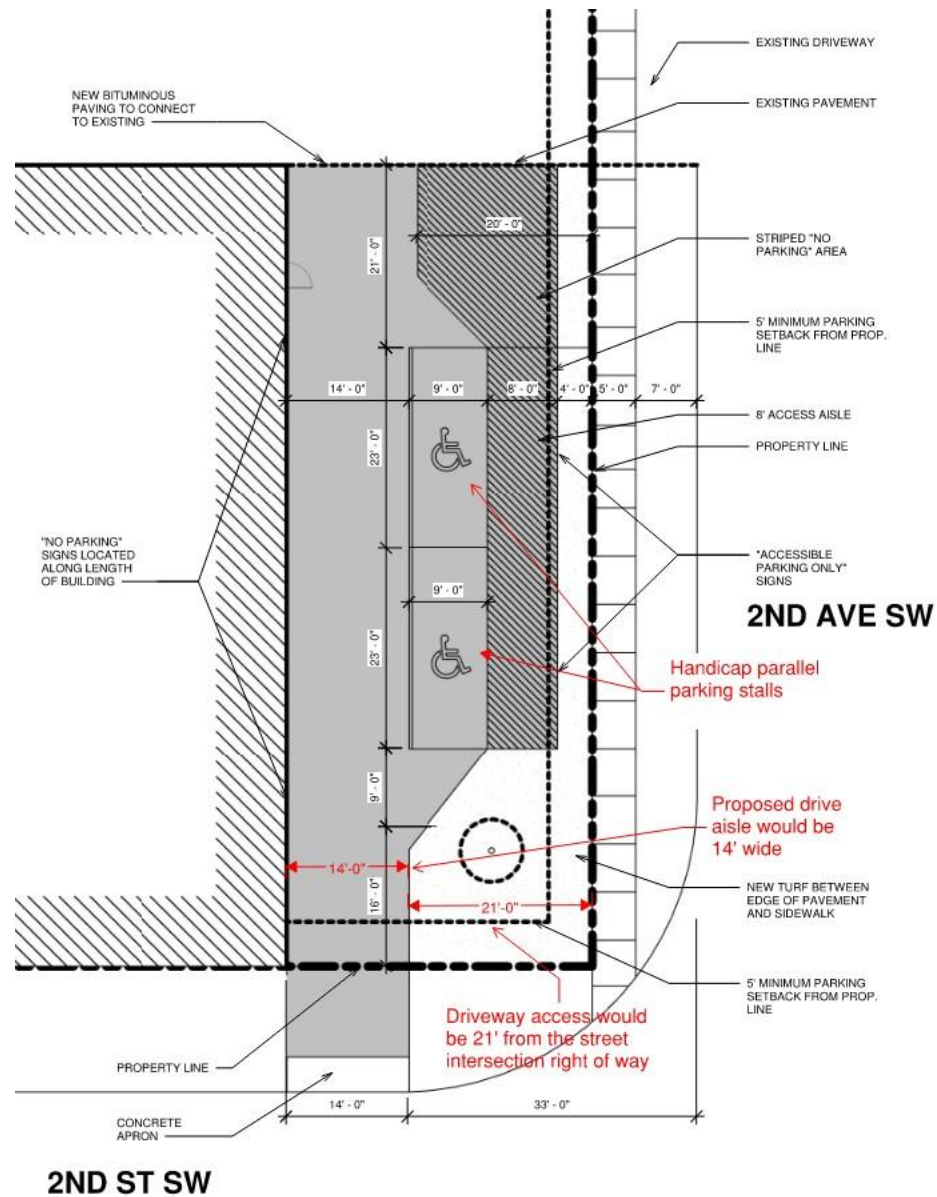 EXISTING DRIVEWAY
NEW BITUMINOUS
PAVING TO CONNECT
TO EXISTING
EXISTING PAVEMENT
20' - 0"
21' - 0"
STRIPED "NO
PARKING" AREA
5' MINIMUM PARKING
SETBACK FROM PROP.
LINE
14' - 0"
9' - 0"
8' - 0"
4' - 0"
5' - 0"
7' - 0"
8' ACCESS AISLE
23' - 0"
PROPERTY LINE
"NO PARKING"
SIGNS LOCATED
ALONG LENGTH
OF BUILDING
"ACCESSIBLE
PARKING ONLY"
SIGNS
9' - 0"
2ND AVE SW
23' - 0"
Handicap parallel
parking stalls
9' - 0"
Proposed drive
aisle would be
14' wide
14'-0"
16' - 0"
21'-0"
NEW TURF BETWEEN
EDGE OF PAVEMENT
AND SIDEWALK
5' MINIMUM PARKING
SETBACK FROM PROP.
LINE
Driveway access would
be 21' from the street
intersection right of way
PROPERTY LINE
14' - 0"
33' - 0"
CONCRETE
APRON
2ND ST SW